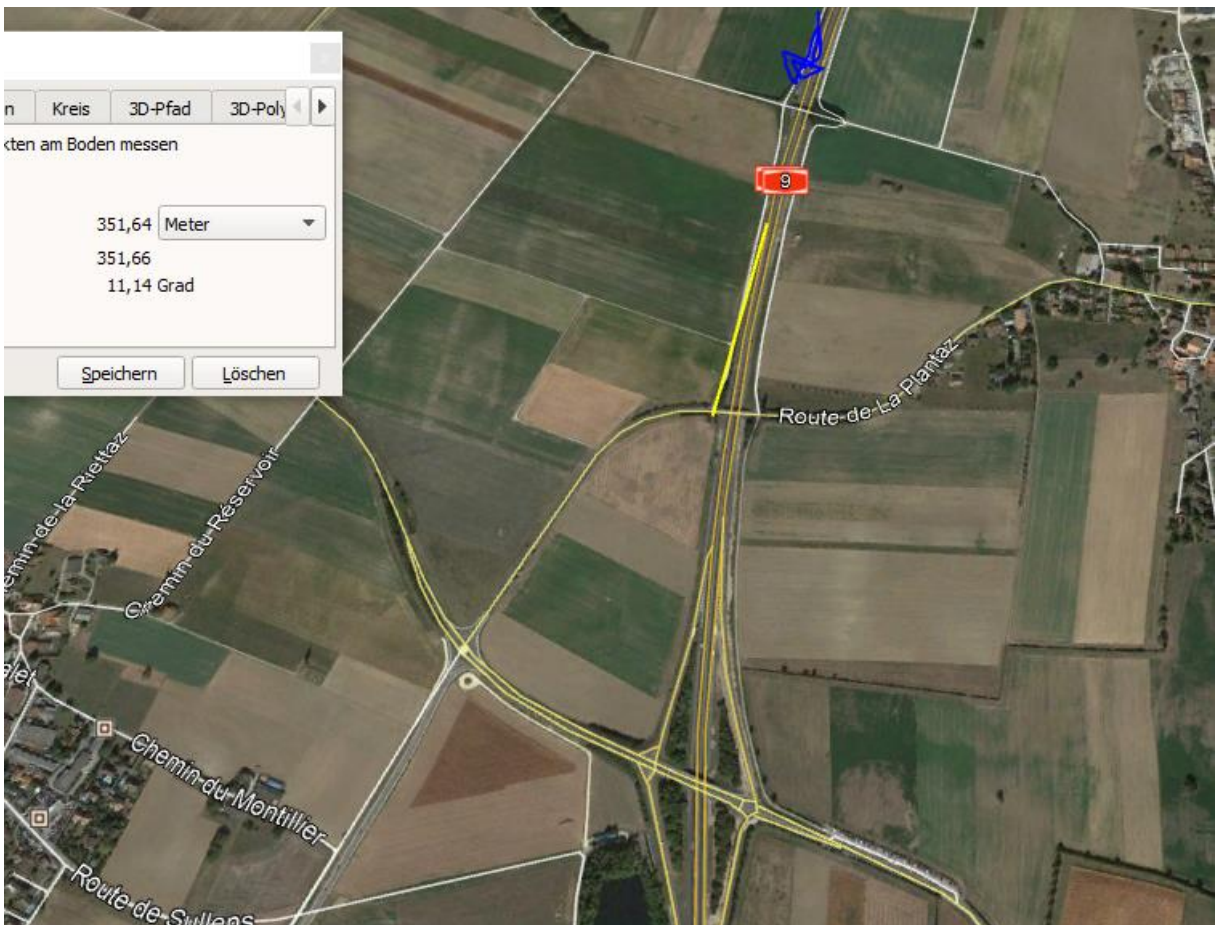 n Kreis 3D-Pfad 3D-Poly
kten am Boden messen
351,64 Meter
351,66
11,14 Grad
Speichern Löschen
9
Route de La Plantaz
emin-de-la-Riettaz
Chemin-du-Réservoir
alet
Chemin-du-Montillier
Route de Sullens